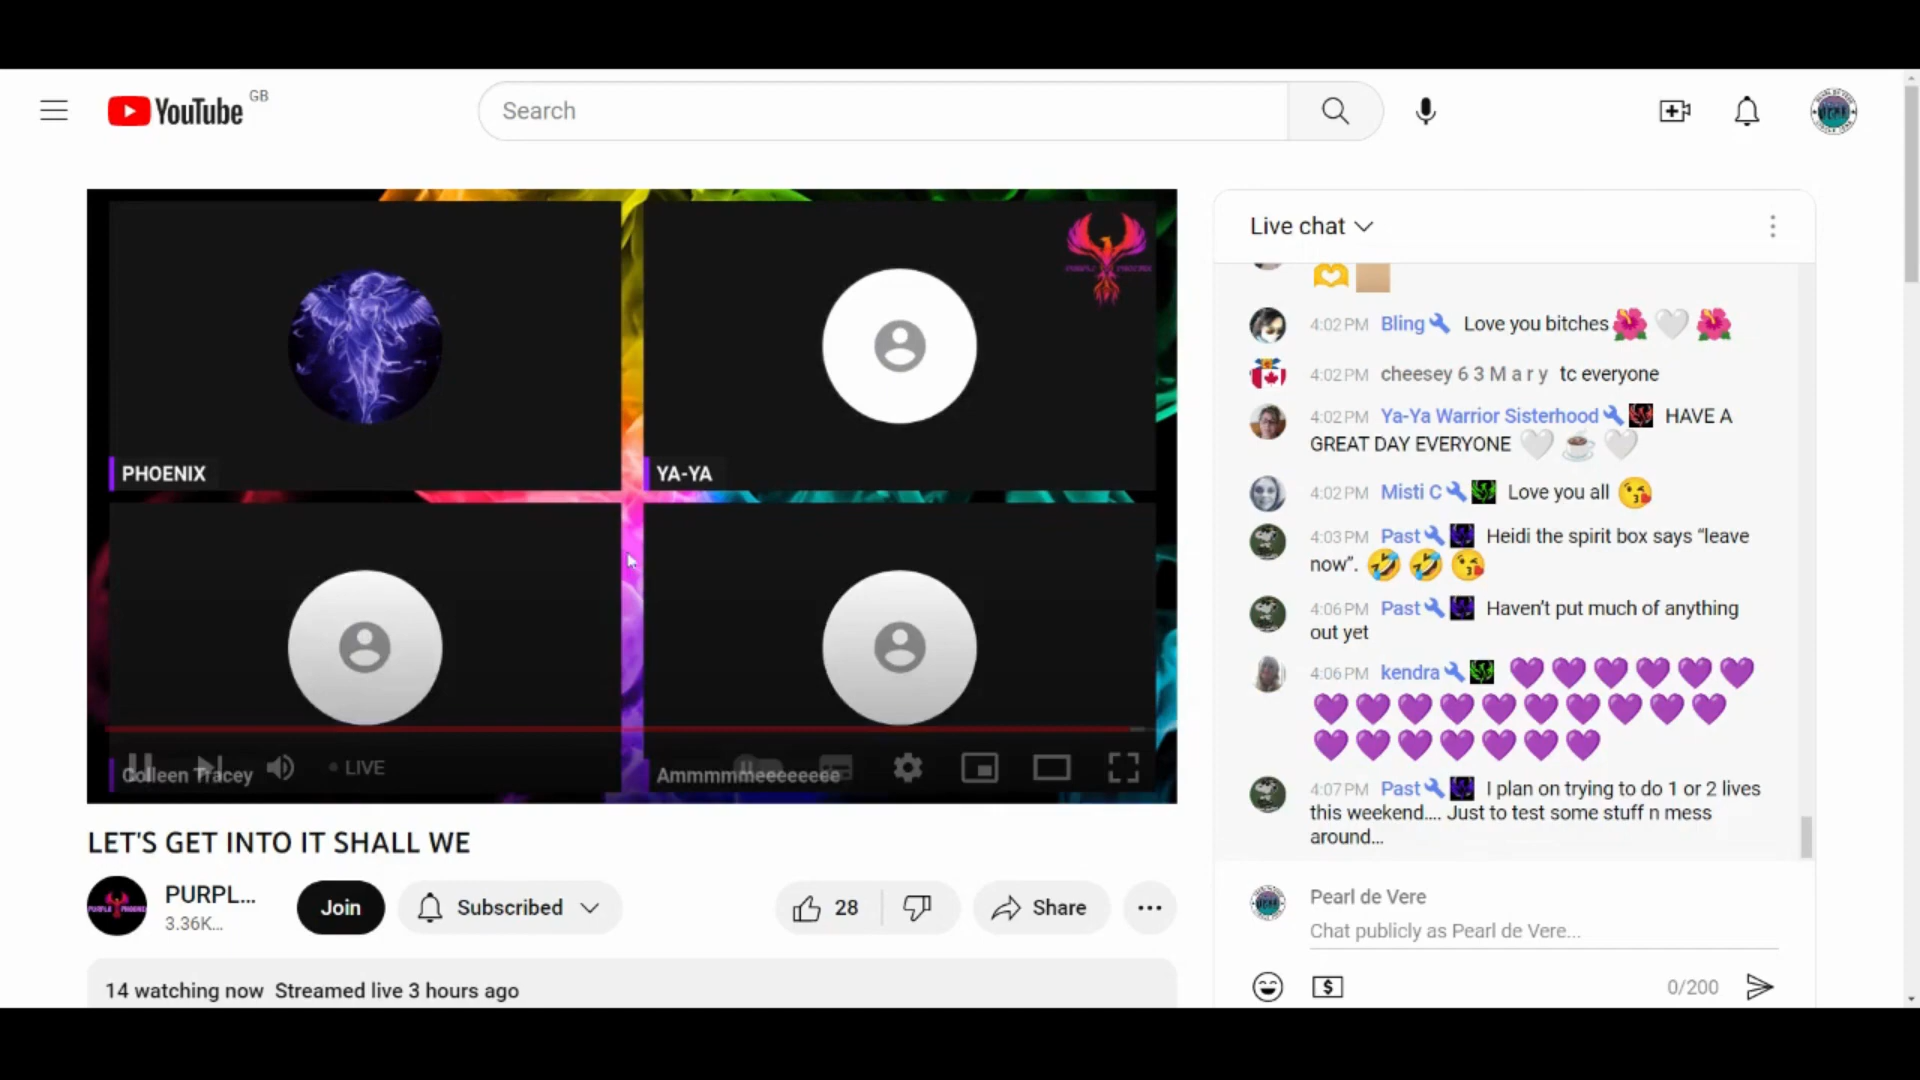 YouTube GB
Search
PHOENIX
YA-YA
Colleen Tracey
LIVE
Ammmmmeeeeeeee
LET'S GET INTO IT SHALL WE
PURPL...
3.36K...
Join
Subscribed
28
Share
14 watching now Streamed live 3 hours ago
Live chat
4:02 PM Bling Love you bitches
4:02 PM cheesey 6 3 M a r y tc everyone
4:02 PM Ya-Ya Warrior Sisterhood HAVE A
GREAT DAY EVERYONE
4:02 PM Misti C Love you all
4:03 PM Past Heidi the spirit box says “leave
now”.
4:06 PM Past Haven’t put much of anything
out yet
4:06 PM kendra
4:07 PM Past I plan on trying to do 1 or 2 lives
this weekend.... Just to test some stuff n mess
around...
Pearl de Vere
Chat publicly as Pearl de Vere...
0/200